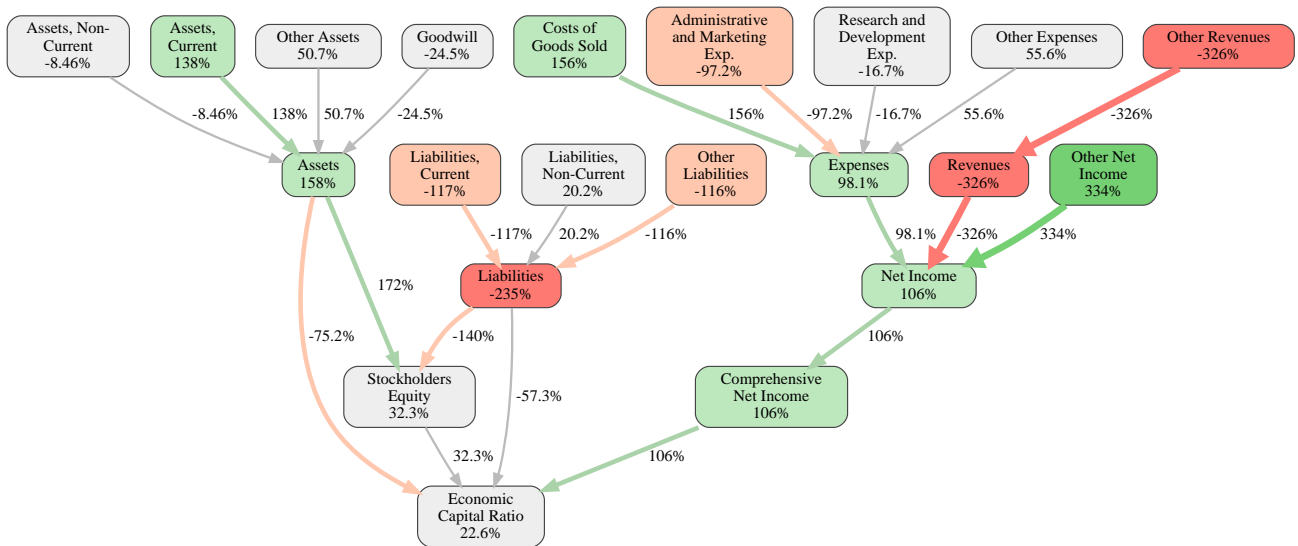 Assets, Non-
Current
-8.46%
Assets,
Current
138%
Other Assets
50.7%
Goodwill
-24.5%
Costs of
Goods Sold
156%
Administrative
and Marketing
Exp.
-97.2%
Research and
Development
Exp.
-16.7%
Other Expenses
55.6%
Other Revenues
-326%
-8.46%
138%
50.7%
-24.5%
156%
-97.2%
-16.7%
55.6%
-326%
Assets
158%
Liabilities,
Current
-117%
Liabilities,
Non-Current
20.2%
Other
Liabilities
-116%
Expenses
98.1%
Revenues
-326%
Other Net
Income
334%
-117%
20.2%
-116%
98.1%
-326%
334%
172%
Liabilities
-235%
Net Income
106%
-75.2%
-140%
106%
Stockholders
Equity
32.3%
-57.3%
Comprehensive
Net Income
106%
32.3%
106%
Economic
Capital Ratio
22.6%